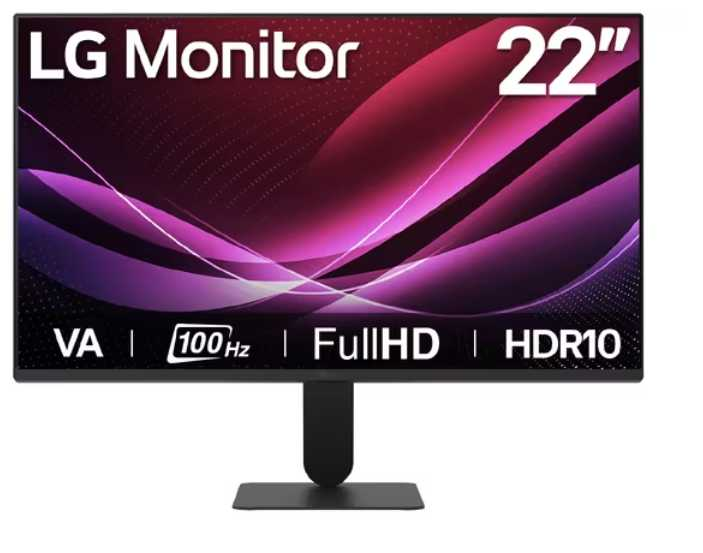 LG Monitor 22"
VA | 100Hz | FullHD | HDR10